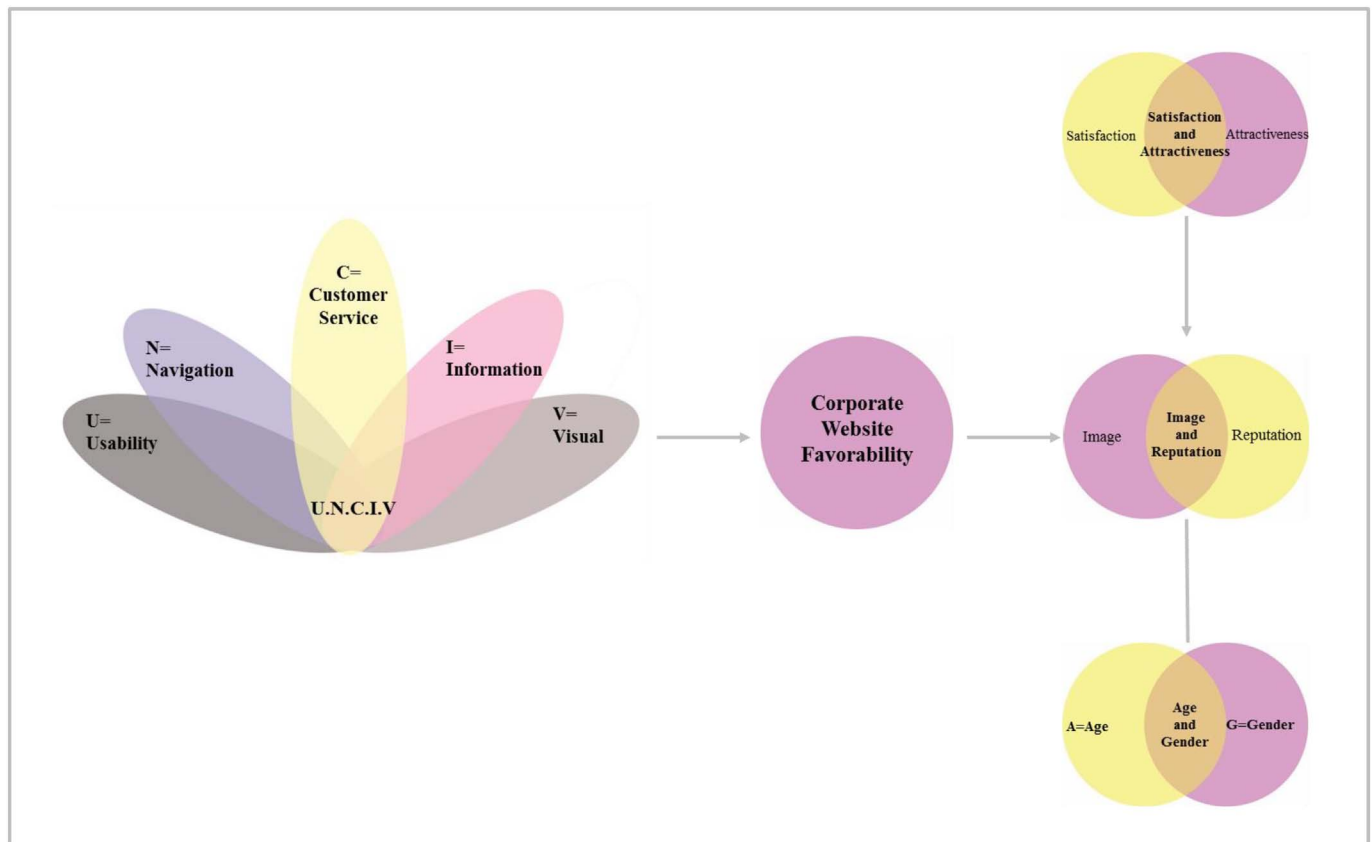 C=
Customer
Service
N=
Navigation
I=
Information
U=
Usability
V=
Visual
U.N.C.I.V
Corporate
Website
Favorability
Satisfaction
Satisfaction
and
Attractiveness
Attractiveness
Image
Image
and
Reputation
Reputation
A=Age
Age
and
Gender
G=Gender